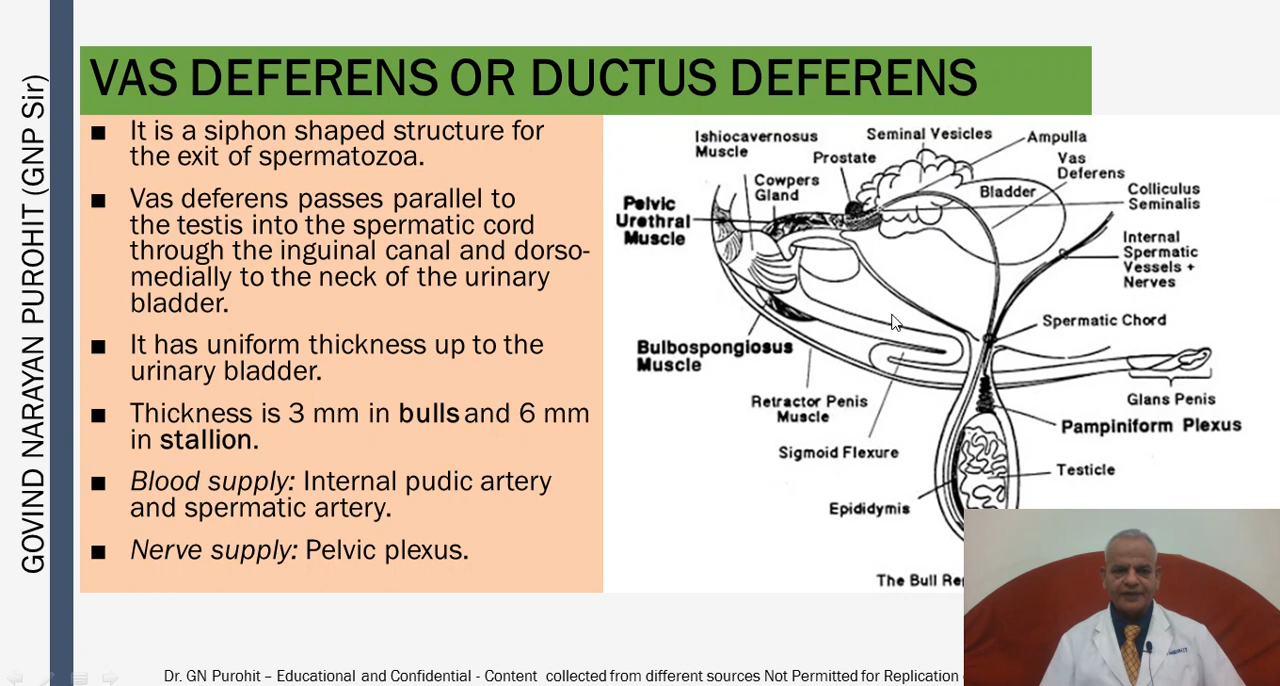 GOVIND NARAYAN PUROHIT (GNP Sir)
VAS DEFERENS OR DUCTUS DEFERENS
■ It is a siphon shaped structure for
the exit of spermatozoa.
■ Vas deferens passes parallel to
the testis into the spermatic cord
through the inguinal canal and dorso-
medially to the neck of the urinary
bladder.
■ It has uniform thickness up to the
urinary bladder.
■ Thickness is 3 mm in bulls and 6 mm
in stallion.
■ Blood supply: Internal pudic artery
and spermatic artery.
■ Nerve supply: Pelvic plexus.
Ishiocavernosus
Muscle
Seminal Vesicles
Ampulla
Prostate
Vas
Deferens
Cowpers
Gland
Bladder
Colliculus
Seminalis
Pelvic
Urethral
Muscle
Internal
Spermatic
Vessels +
Nerves
Spermatic Chord
Bulbospongiosus
Muscle
Retractor Penis
Muscle
Glans Penis
Pampiniform Plexus
Sigmoid Flexure
Testicle
Epididymis
The Bull Re
Dr. GN Purohit – Educational and Confidential - Content collected from different sources Not Permitted for Replication